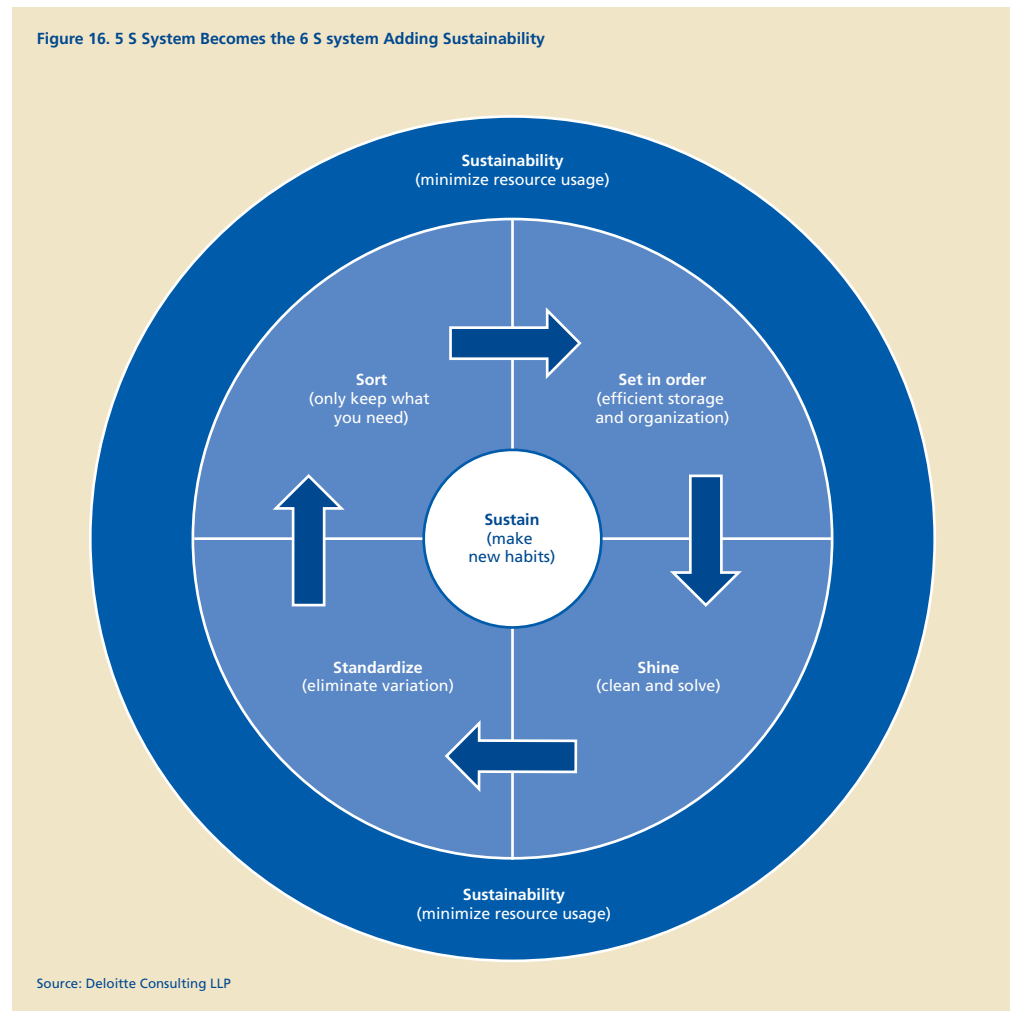 Figure 16. 5 S System Becomes the 6 S system Adding Sustainability
Sustainability
(minimize resource usage)
Sort
(only keep what
you need)
Set in order
(efficient storage
and organization)
Sustain
(make
new habits)
Standardize
(eliminate variation)
Shine
(clean and solve)
Sustainability
(minimize resource usage)
Source: Deloitte Consulting LLP